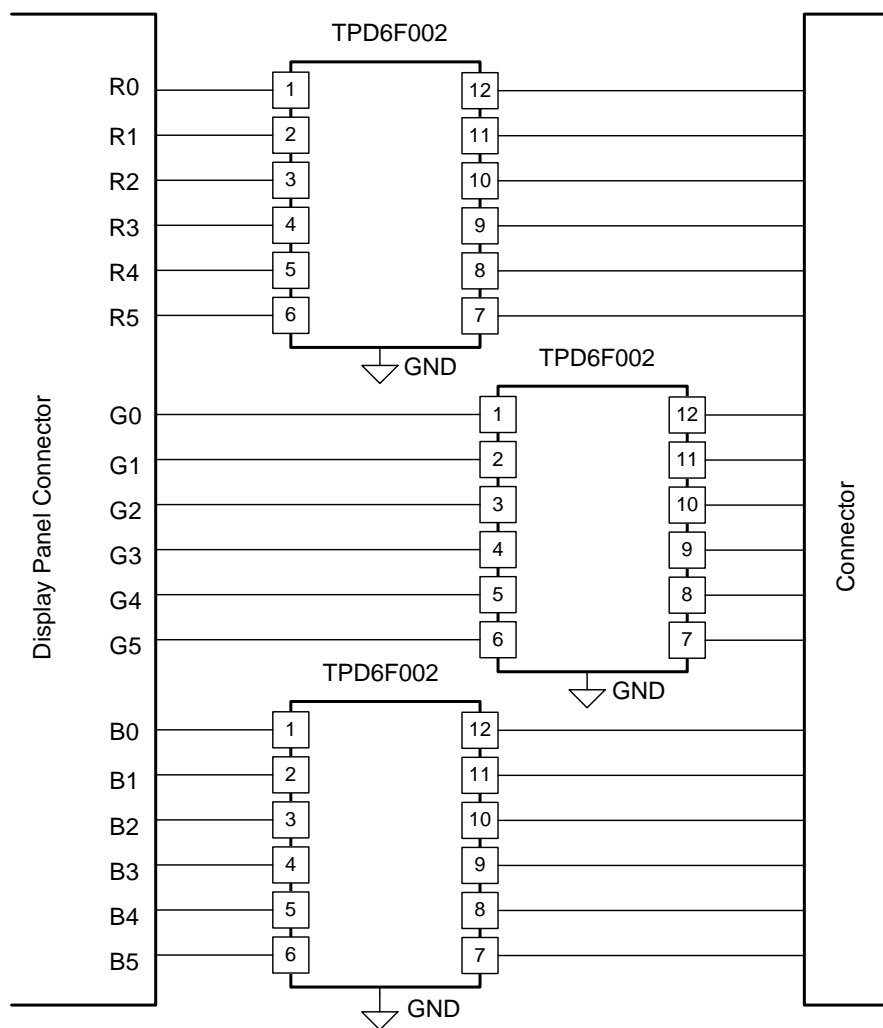 TPD6F002
R0 1 12
R1 2 11
R2 3 10
R3 4 9
R4 5 8
R5 6 7
GND
TPD6F002
G0 1 12
G1 2 11
G2 3 10
G3 4 9
G4 5 8
G5 6 7
GND
TPD6F002
B0 1 12
B1 2 11
B2 3 10
B3 4 9
B4 5 8
B5 6 7
GND
Display Panel Connector
Connector